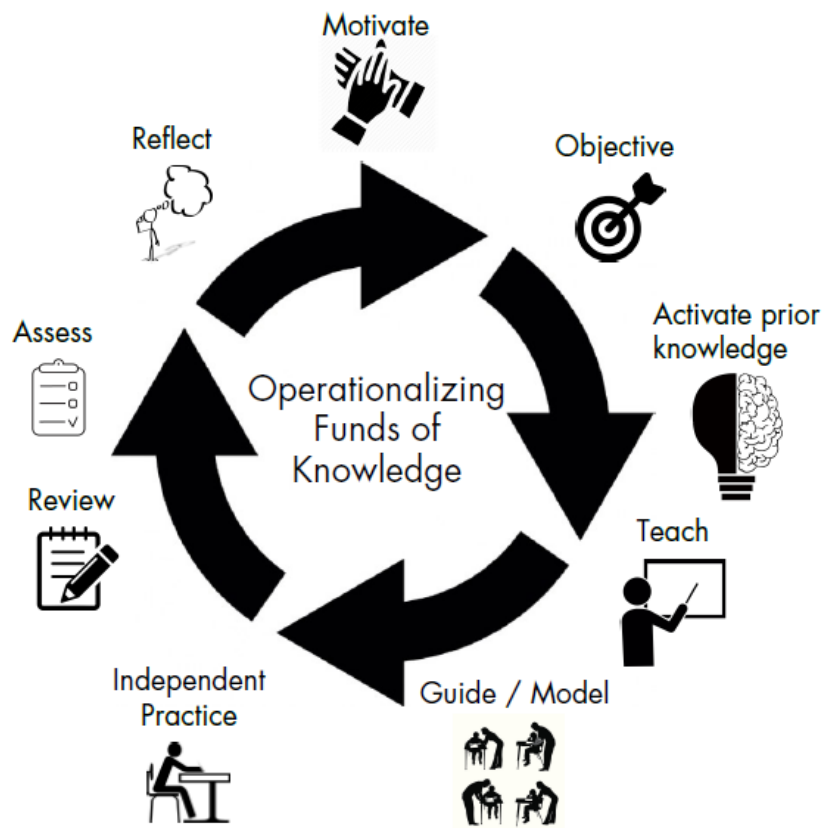 Motivate
Objective
Activate prior
knowledge
Teach
Guide / Model
Independent
Practice
Review
Assess
Reflect
Operationalizing
Funds of
Knowledge